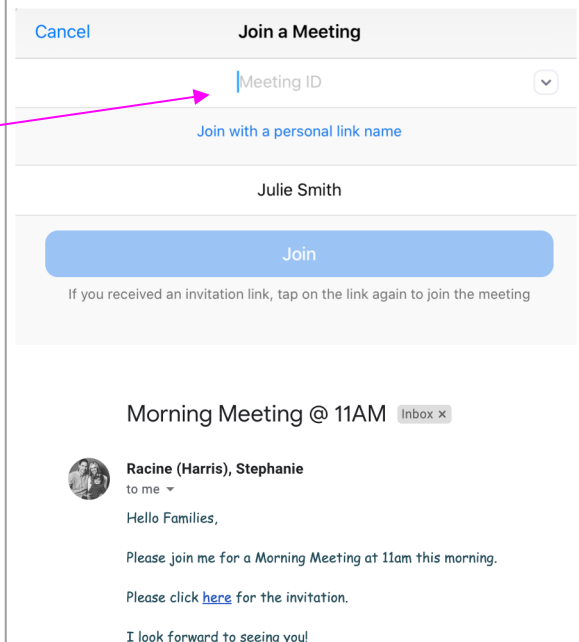 Cancel Join a Meeting
Meeting ID
Join with a personal link name
Julie Smith
Join
If you received an invitation link, tap on the link again to join the meeting
Morning Meeting @ 11AM Inbox ×
Racine (Harris), Stephanie
to me
Hello Families,
Please join me for a Morning Meeting at 11am this morning.
Please click here for the invitation.
I look forward to seeing you!